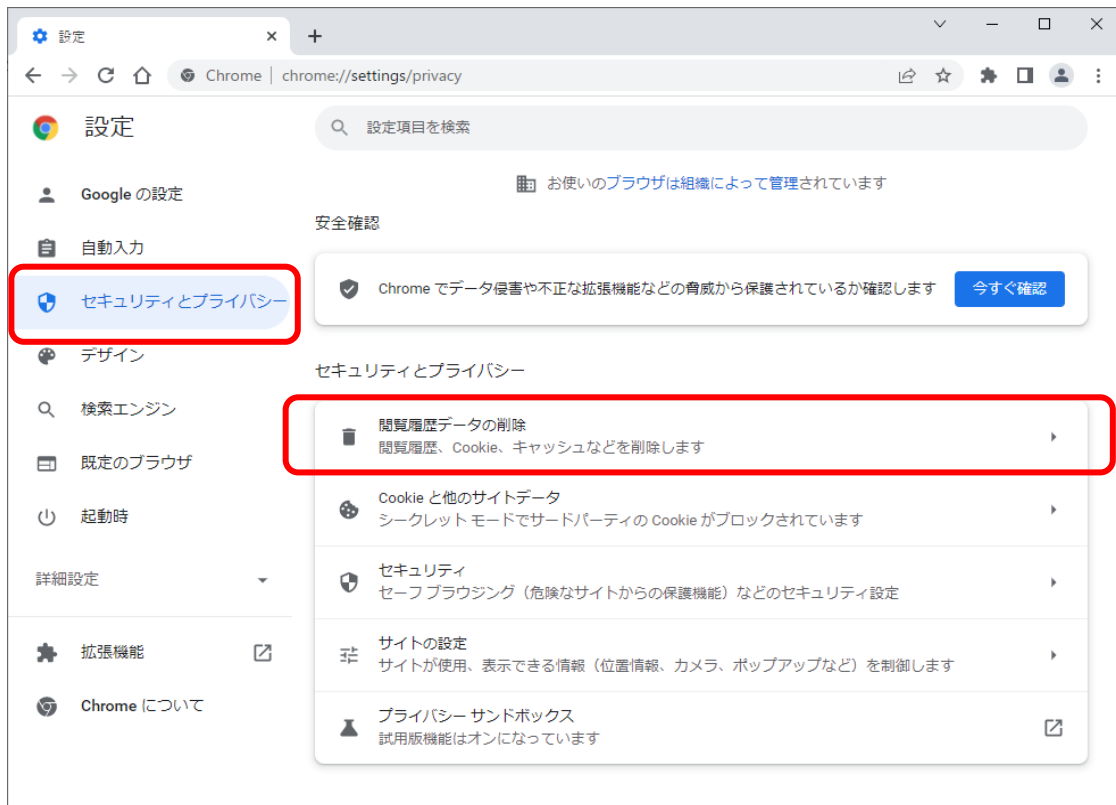 設定
Chrome | chrome://settings/privacy
設定
設定項目を検索
Google の設定
自動入力
セキュリティとプライバシー
デザイン
検索エンジン
既定のブラウザ
起動時
詳細設定
拡張機能
Chrome について
お使いのブラウザは組織によって管理されています
安全確認
Chrome でデータ侵害や不正な拡張機能などの脅威から保護されているか確認します
今すぐ確認
セキュリティとプライバシー
閲覧履歴データの削除
閲覧履歴、Cookie、キャッシュなどを削除します
Cookie と他のサイトデータ
シークレット モードでサードパーティの Cookie がブロックされています
セキュリティ
セーフ ブラウジング（危険なサイトからの保護機能）などのセキュリティ設定
サイトの設定
サイトが使用、表示できる情報（位置情報、カメラ、ポップアップなど）を制御します
プライバシー サンドボックス
試用版機能はオンになっています